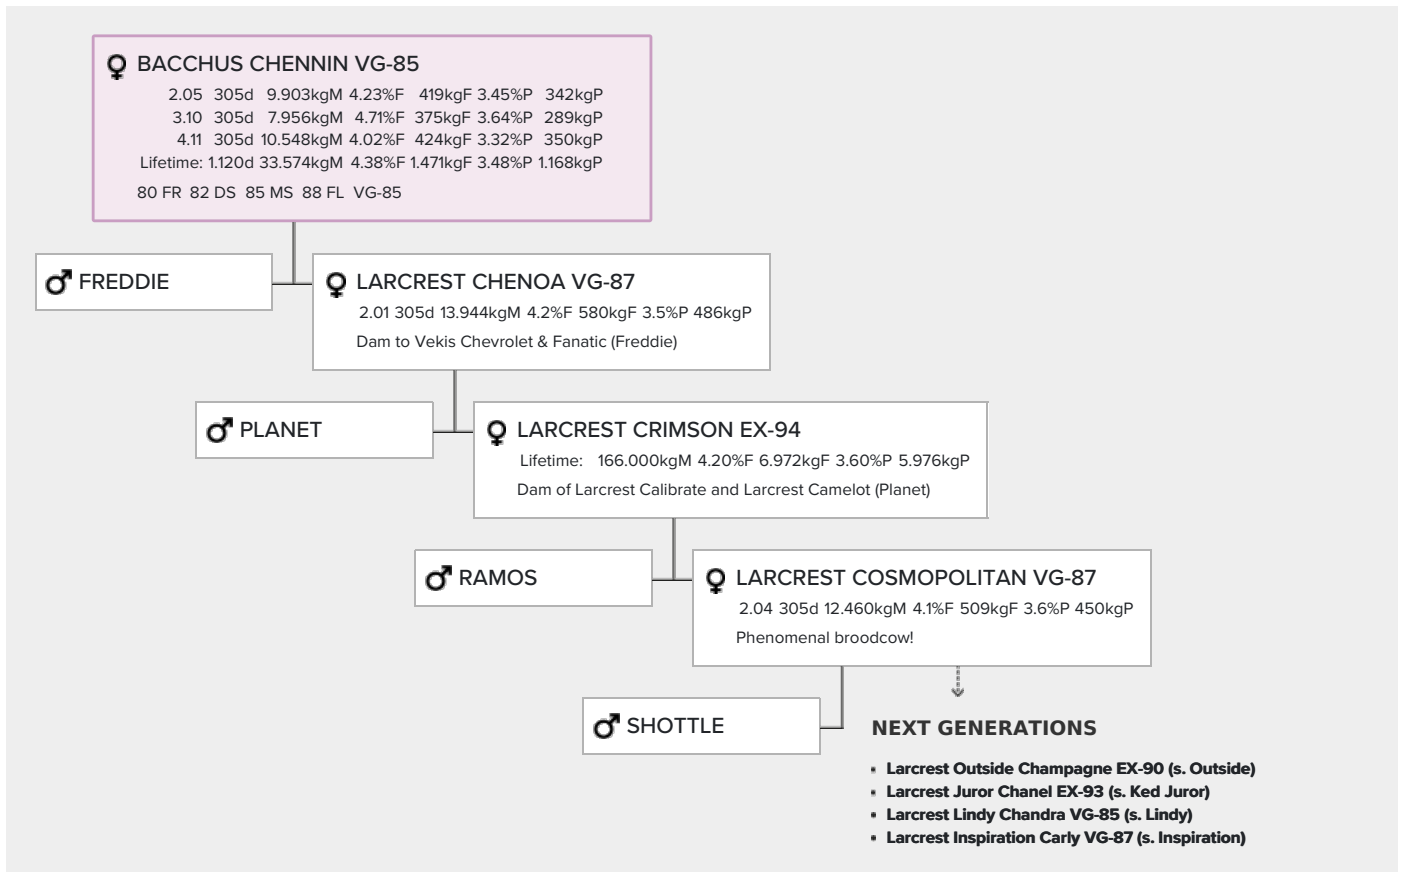 BACCHUS CHENNIN VG-85
2.05 305d 9.903kgM 4.23%F 419kgF 3.45%P 342kgP
3.10 305d 7.956kgM 4.71%F 375kgF 3.64%P 289kgP
4.11 305d 10.548kgM 4.02%F 424kgF 3.32%P 350kgP
Lifetime: 1.120d 33.574kgM 4.38%F 1.471kgF 3.48%P 1.168kgP
80 FR 82 DS 85 MS 88 FL VG-85
FREDDIE
LARCREST CHENOA VG-87
2.01 305d 13.944kgM 4.2%F 580kgF 3.5%P 486kgP
Dam to Vekis Chevrolet & Fanatic (Freddie)
PLANET
LARCREST CRIMSON EX-94
Lifetime: 166.000kgM 4.20%F 6.972kgF 3.60%P 5.976kgP
Dam of Larcrest Calibrate and Larcrest Camelot (Planet)
RAMOS
LARCREST COSMOPOLITAN VG-87
2.04 305d 12.460kgM 4.1%F 509kgF 3.6%P 450kgP
Phenomenal broodcow!
SHOTTLE
NEXT GENERATIONS
Larcrest Outside Champagne EX-90 (s. Outside)
Larcrest Juror Chanel EX-93 (s. Ked Juror)
Larcrest Lindy Chandra VG-85 (s. Lindy)
Larcrest Inspiration Carly VG-87 (s. Inspiration)